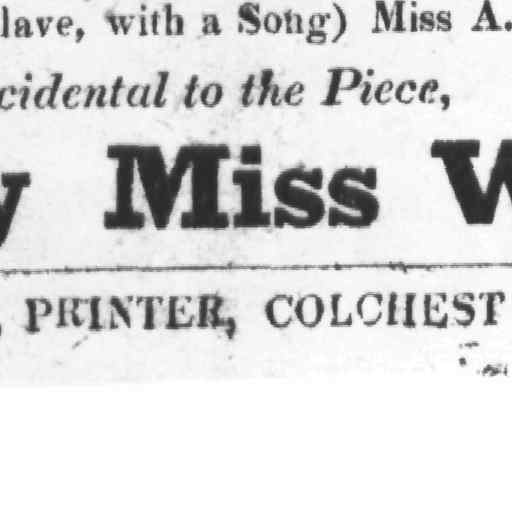 lave, with a Song) Miss A.
cidental to the Piece,
y Miss W
, PRINTER, COLCHEST